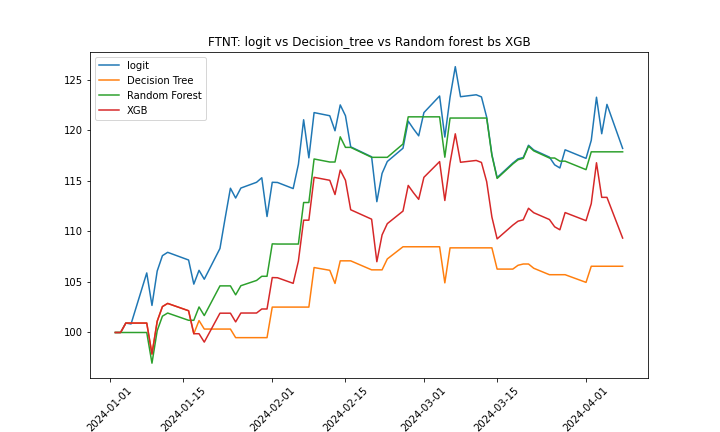 FTNT: logit vs Decision_tree vs Random forest bs XGB
logit
Decision Tree
Random Forest
XGB
125
120
115
110
105
100
2024-01-01
2024-01-15
2024-02-01
2024-02-15
2024-03-01
2024-03-15
2024-04-01